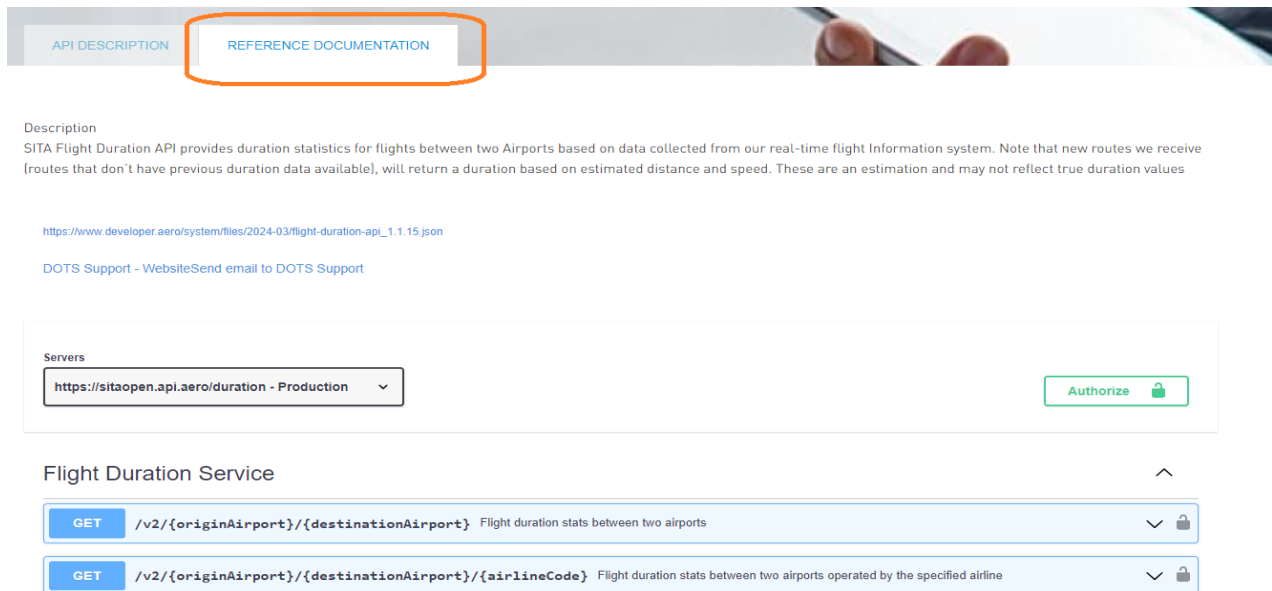 API DESCRIPTION
REFERENCE DOCUMENTATION
Description
SITA Flight Duration API provides duration statistics for flights between two Airports based on data collected from our real-time flight Information system. Note that new routes we receive
(routes that don't have previous duration data available), will return a duration based on estimated distance and speed. These are an estimation and may not reflect true duration values
https://www.developer.aero/system/files/2024-03/flight-duration-api_1.1.15.json
DOTS Support - WebsiteSend email to DOTS Support
Servers
https://sitaopen.api.aero/duration - Production
Authorize
Flight Duration Service
GET /v2/{originAirport}/{destinationAirport} Flight duration stats between two airports
GET /v2/{originAirport}/{destinationAirport}/{airlineCode} Flight duration stats between two airports operated by the specified airline